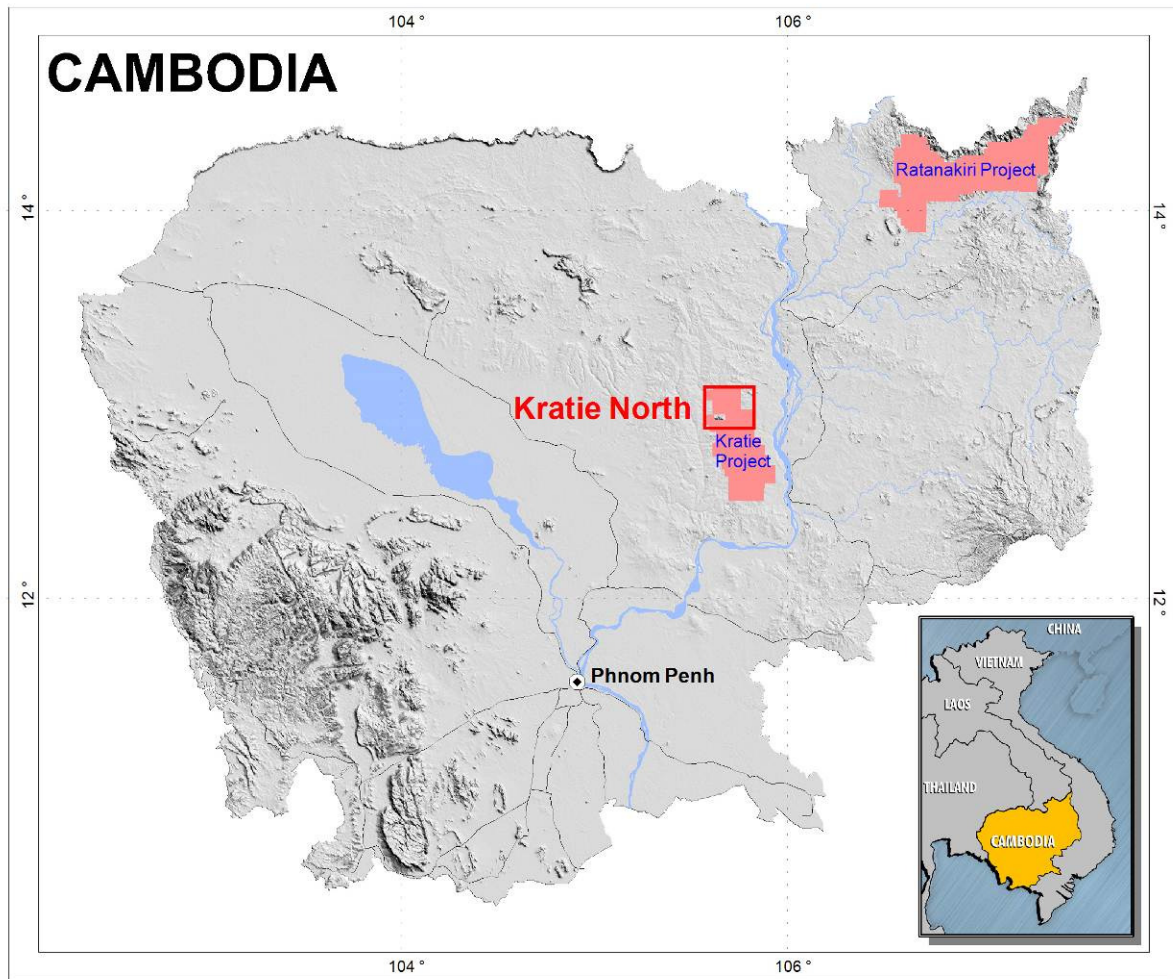 104 °
106 °
CAMBODIA
Ratanakiri Project
14 °
14 °
Kratie North
Kratie
Project
12 °
12 °
Phnom Penh
CHINA
VIETNAM
LAOS
THAILAND
CAMBODIA
104 °
106 °